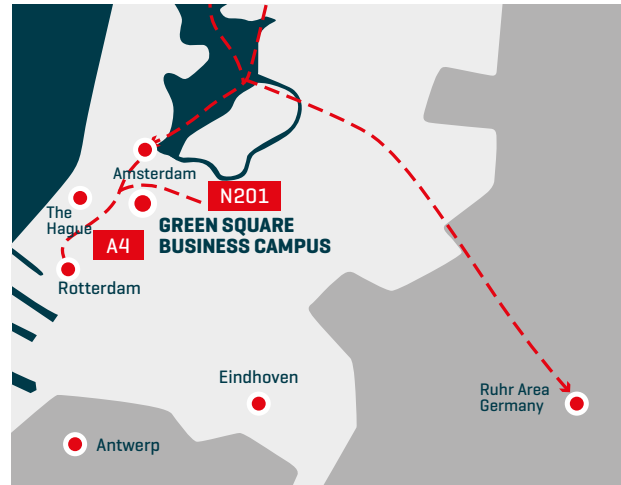 Amsterdam
N201
The
Hague
GREEN SQUARE
BUSINESS CAMPUS
A4
Rotterdam
Eindhoven
Ruhr Area
Germany
Antwerp